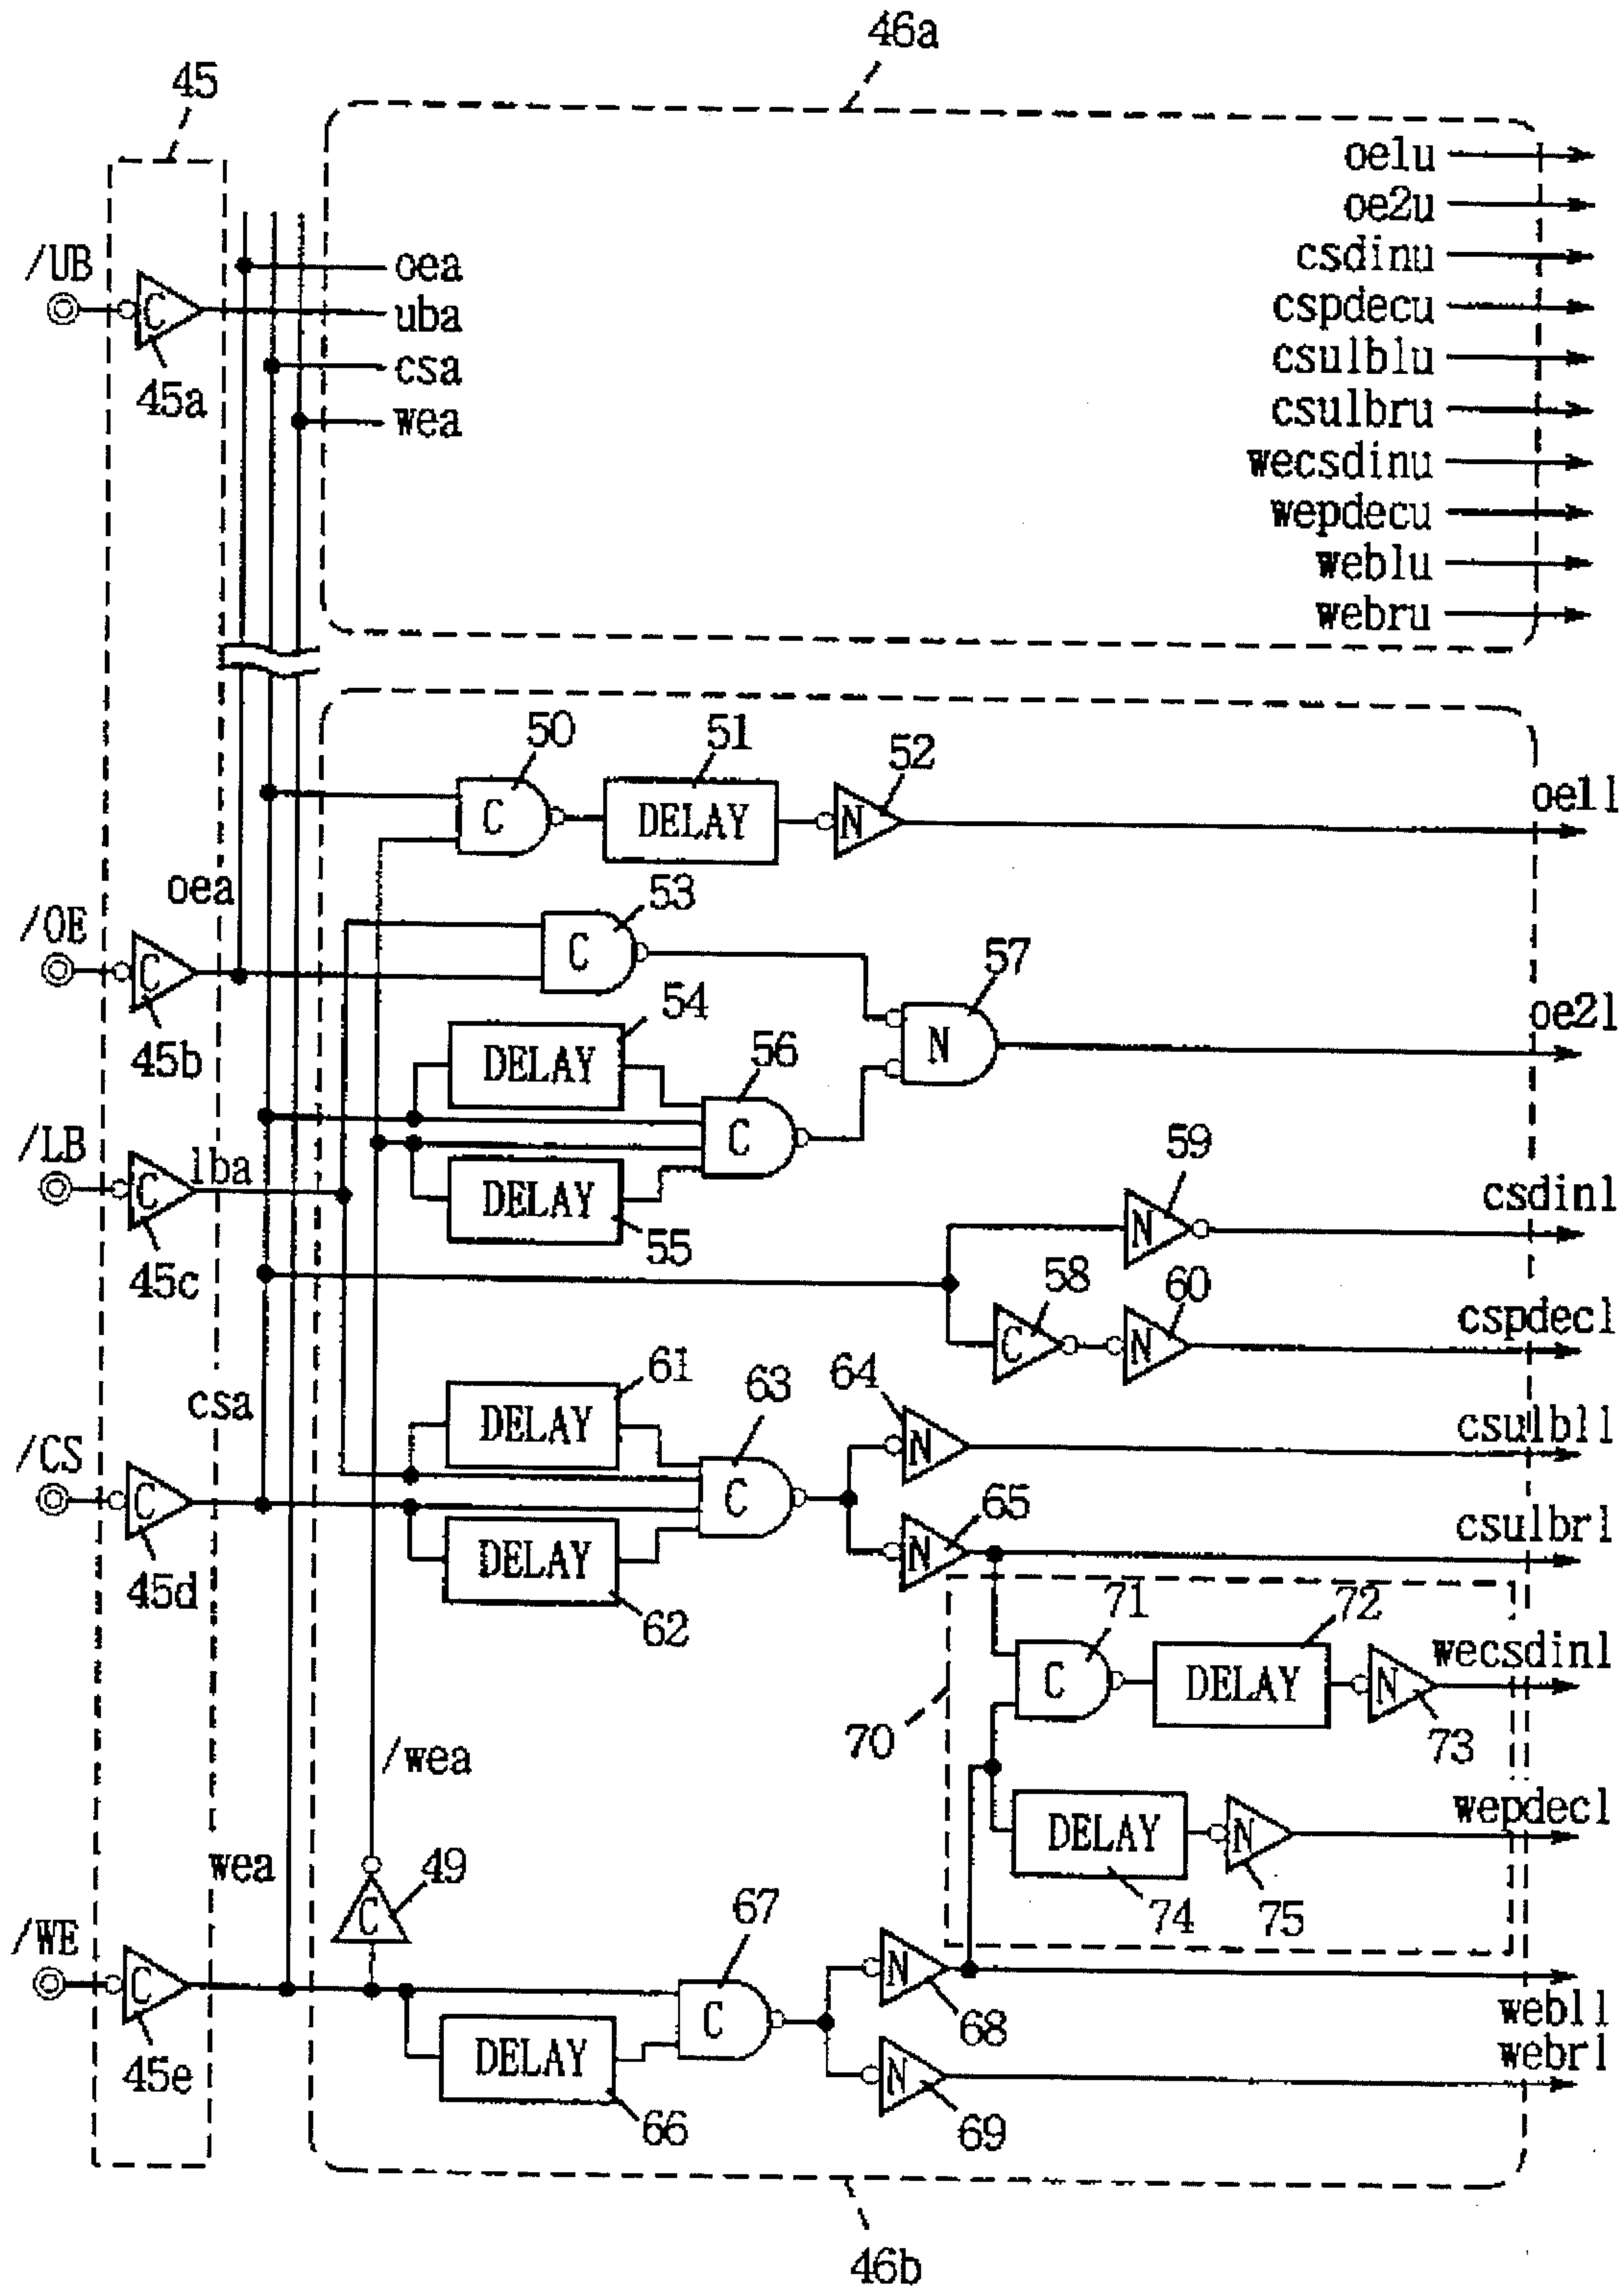 46a
45
oe1u
oe2u
/UB
csdinu
oea
cspdecu
uba
csulblu
csa
45a
csulbru
wea
wecsdinu
wepdecu
weblu
webru
50
51
52
C
DELAY
N
oe1l
oea
53
/OE
C
57
54
N
oe2l
45b
DELAY
56
C
/LB
lba
59
DELAY
csdinl
N
55
45c
58
60
C
N
cspdecl
61
63
64
csa
DELAY
N
csulbll
/CS
C
65
N
csulbrl
DELAY
45d
62
71
72
C
DELAY
N
wecsdinl
70
73
/wea
DELAY
N
wepdecl
wea
49
C
67
74
75
/WE
C
N
68
webll
45e
DELAY
N
webrl
66
69
46b
C
C
C
C
C